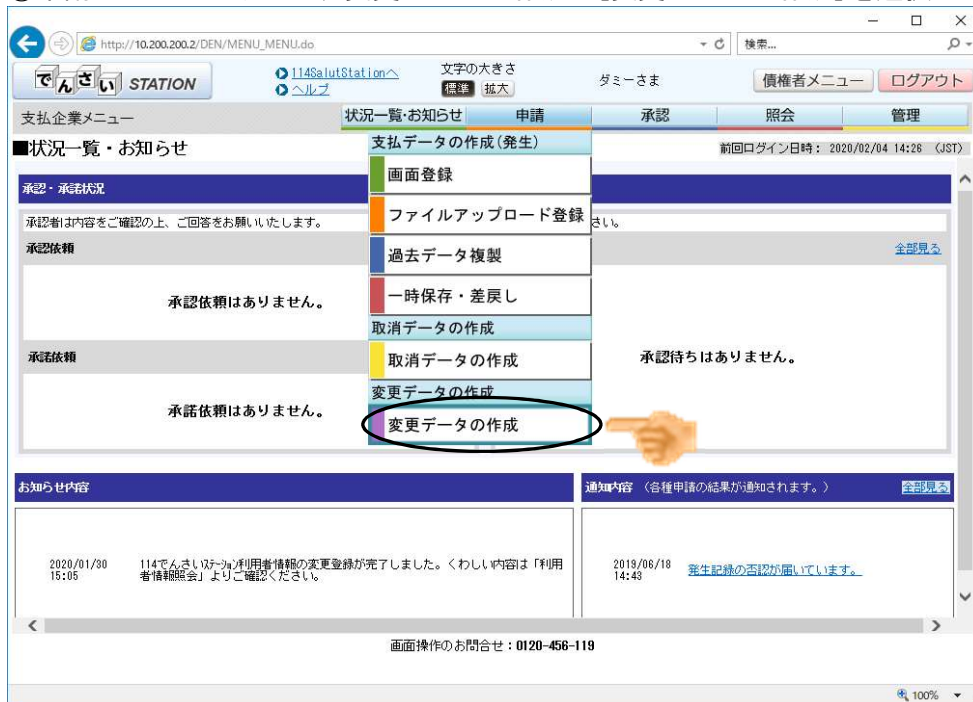 http://10.200.200.2/DEN/MENU_MENU.do
検索...
でんさい STATION
114SalutStationへ
ヘルプ
文字の大きさ
標準 拡大
ダミーさま
債権者メニュー
ログアウト
支払企業メニュー
状況一覧・お知らせ 申請 承認 照会 管理
■状況一覧・お知らせ
前回ログイン日時： 2020/02/04 14:26 (JST)
支払データの作成(発生)
画面登録
ファイルアップロード登録
過去データ複製
一時保存・差戻し
取消データの作成
取消データの作成
変更データの作成
変更データの作成
承認・承諾状況
承認者は内容をご確認の上、ご回答をお願いいたします。
さい。
承認依頼
全部見る
承認依頼はありません。
承諾依頼
承認待ちはありません。
承諾依頼はありません。
お知らせ内容
通知内容 （各種申請の結果が通知されます。）
全部見る
2020/01/30
15:05
114でんさいステーション利用者情報の変更登録が完了しました。くわしい内容は「利用
者情報照会」よりご確認ください。
2019/06/18
14:43
発生記録の否認が届いています。
画面操作のお問合せ：0120-456-119
100%